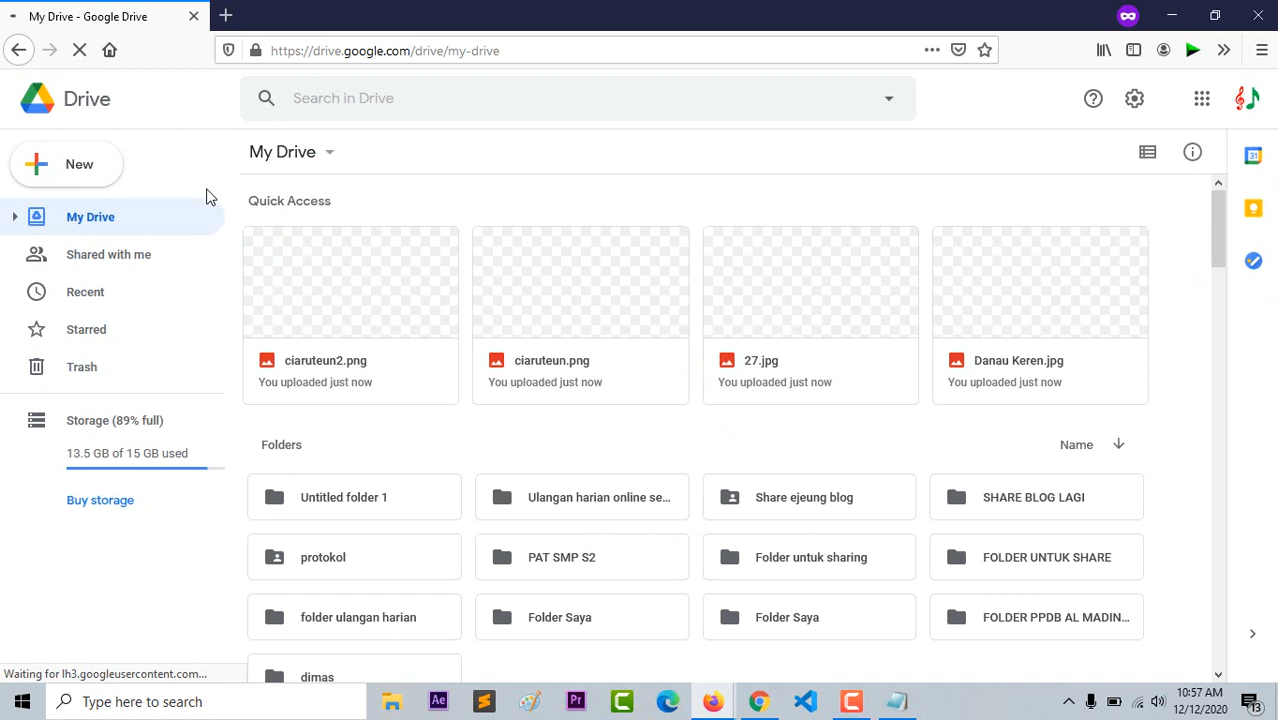 My Drive - Google Drive
https://drive.google.com/drive/my-drive
Drive
Search in Drive
New
My Drive
31
Quick Access
My Drive
Shared with me
Recent
Starred
Trash
Storage (89% full)
13.5 GB of 15 GB used
Buy storage
ciaruteun2.png
ciaruteun.png
27.jpg
Danau Keren.jpg
You uploaded just now
You uploaded just now
You uploaded just now
You uploaded just now
Folders
Name
Untitled folder 1
Ulangan harian online se...
Share ejeung blog
SHARE BLOG LAGI
protokol
PAT SMP S2
Folder untuk sharing
FOLDER UNTUK SHARE
folder ulangan harian
Folder Saya
Folder Saya
FOLDER PPDB AL MADIN...
dimas
Waiting for lh3.googleusercontent.com...
Type here to search
Ae
Pr
10:57 AM
12/12/2020
13